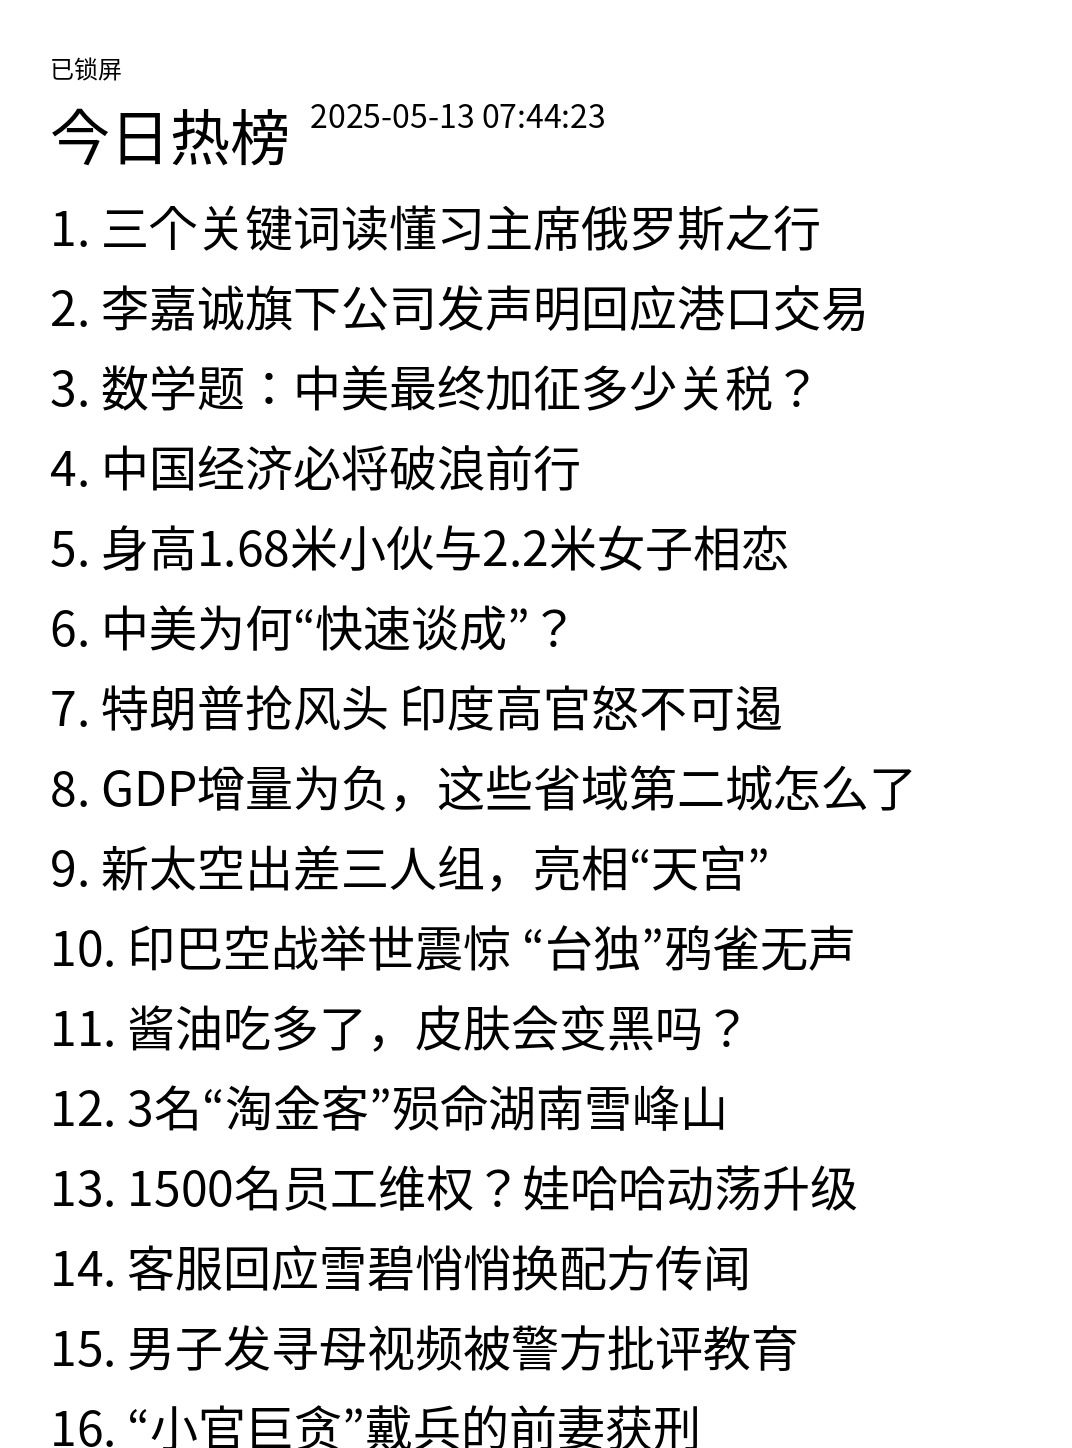 已锁屏
今日热榜 2025-05-13 07:44:23
1. 三个关键词读懂习主席俄罗斯之行
2. 李嘉诚旗下公司发声明回应港口交易
3. 数学题：中美最终加征多少关税？
4. 中国经济必将破浪前行
5. 身高1.68米小伙与2.2米女子相恋
6. 中美为何“快速谈成”？
7. 特朗普抢风头 印度高官怒不可遏
8. GDP增量为负，这些省域第二城怎么了
9. 新太空出差三人组，亮相“天宫”
10. 印巴空战举世震惊 “台独”鸦雀无声
11. 酱油吃多了，皮肤会变黑吗？
12. 3名“淘金客”殒命湖南雪峰山
13. 1500名员工维权？娃哈哈动荡升级
14. 客服回应雪碧悄悄换配方传闻
15. 男子发寻母视频被警方批评教育
16. “小官巨贪”戴兵的前妻获刑